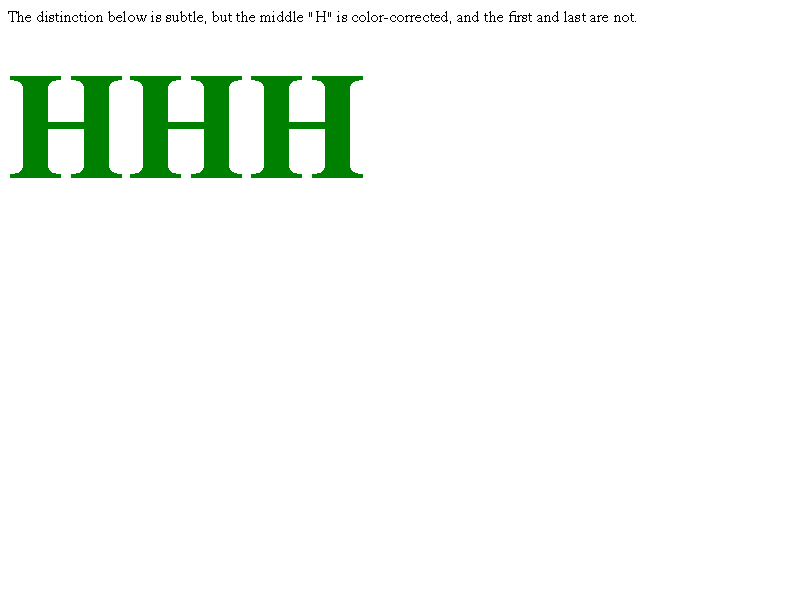 The distinction below is subtle, but the middle "H" is color-corrected, and the first and last are not.
HHH